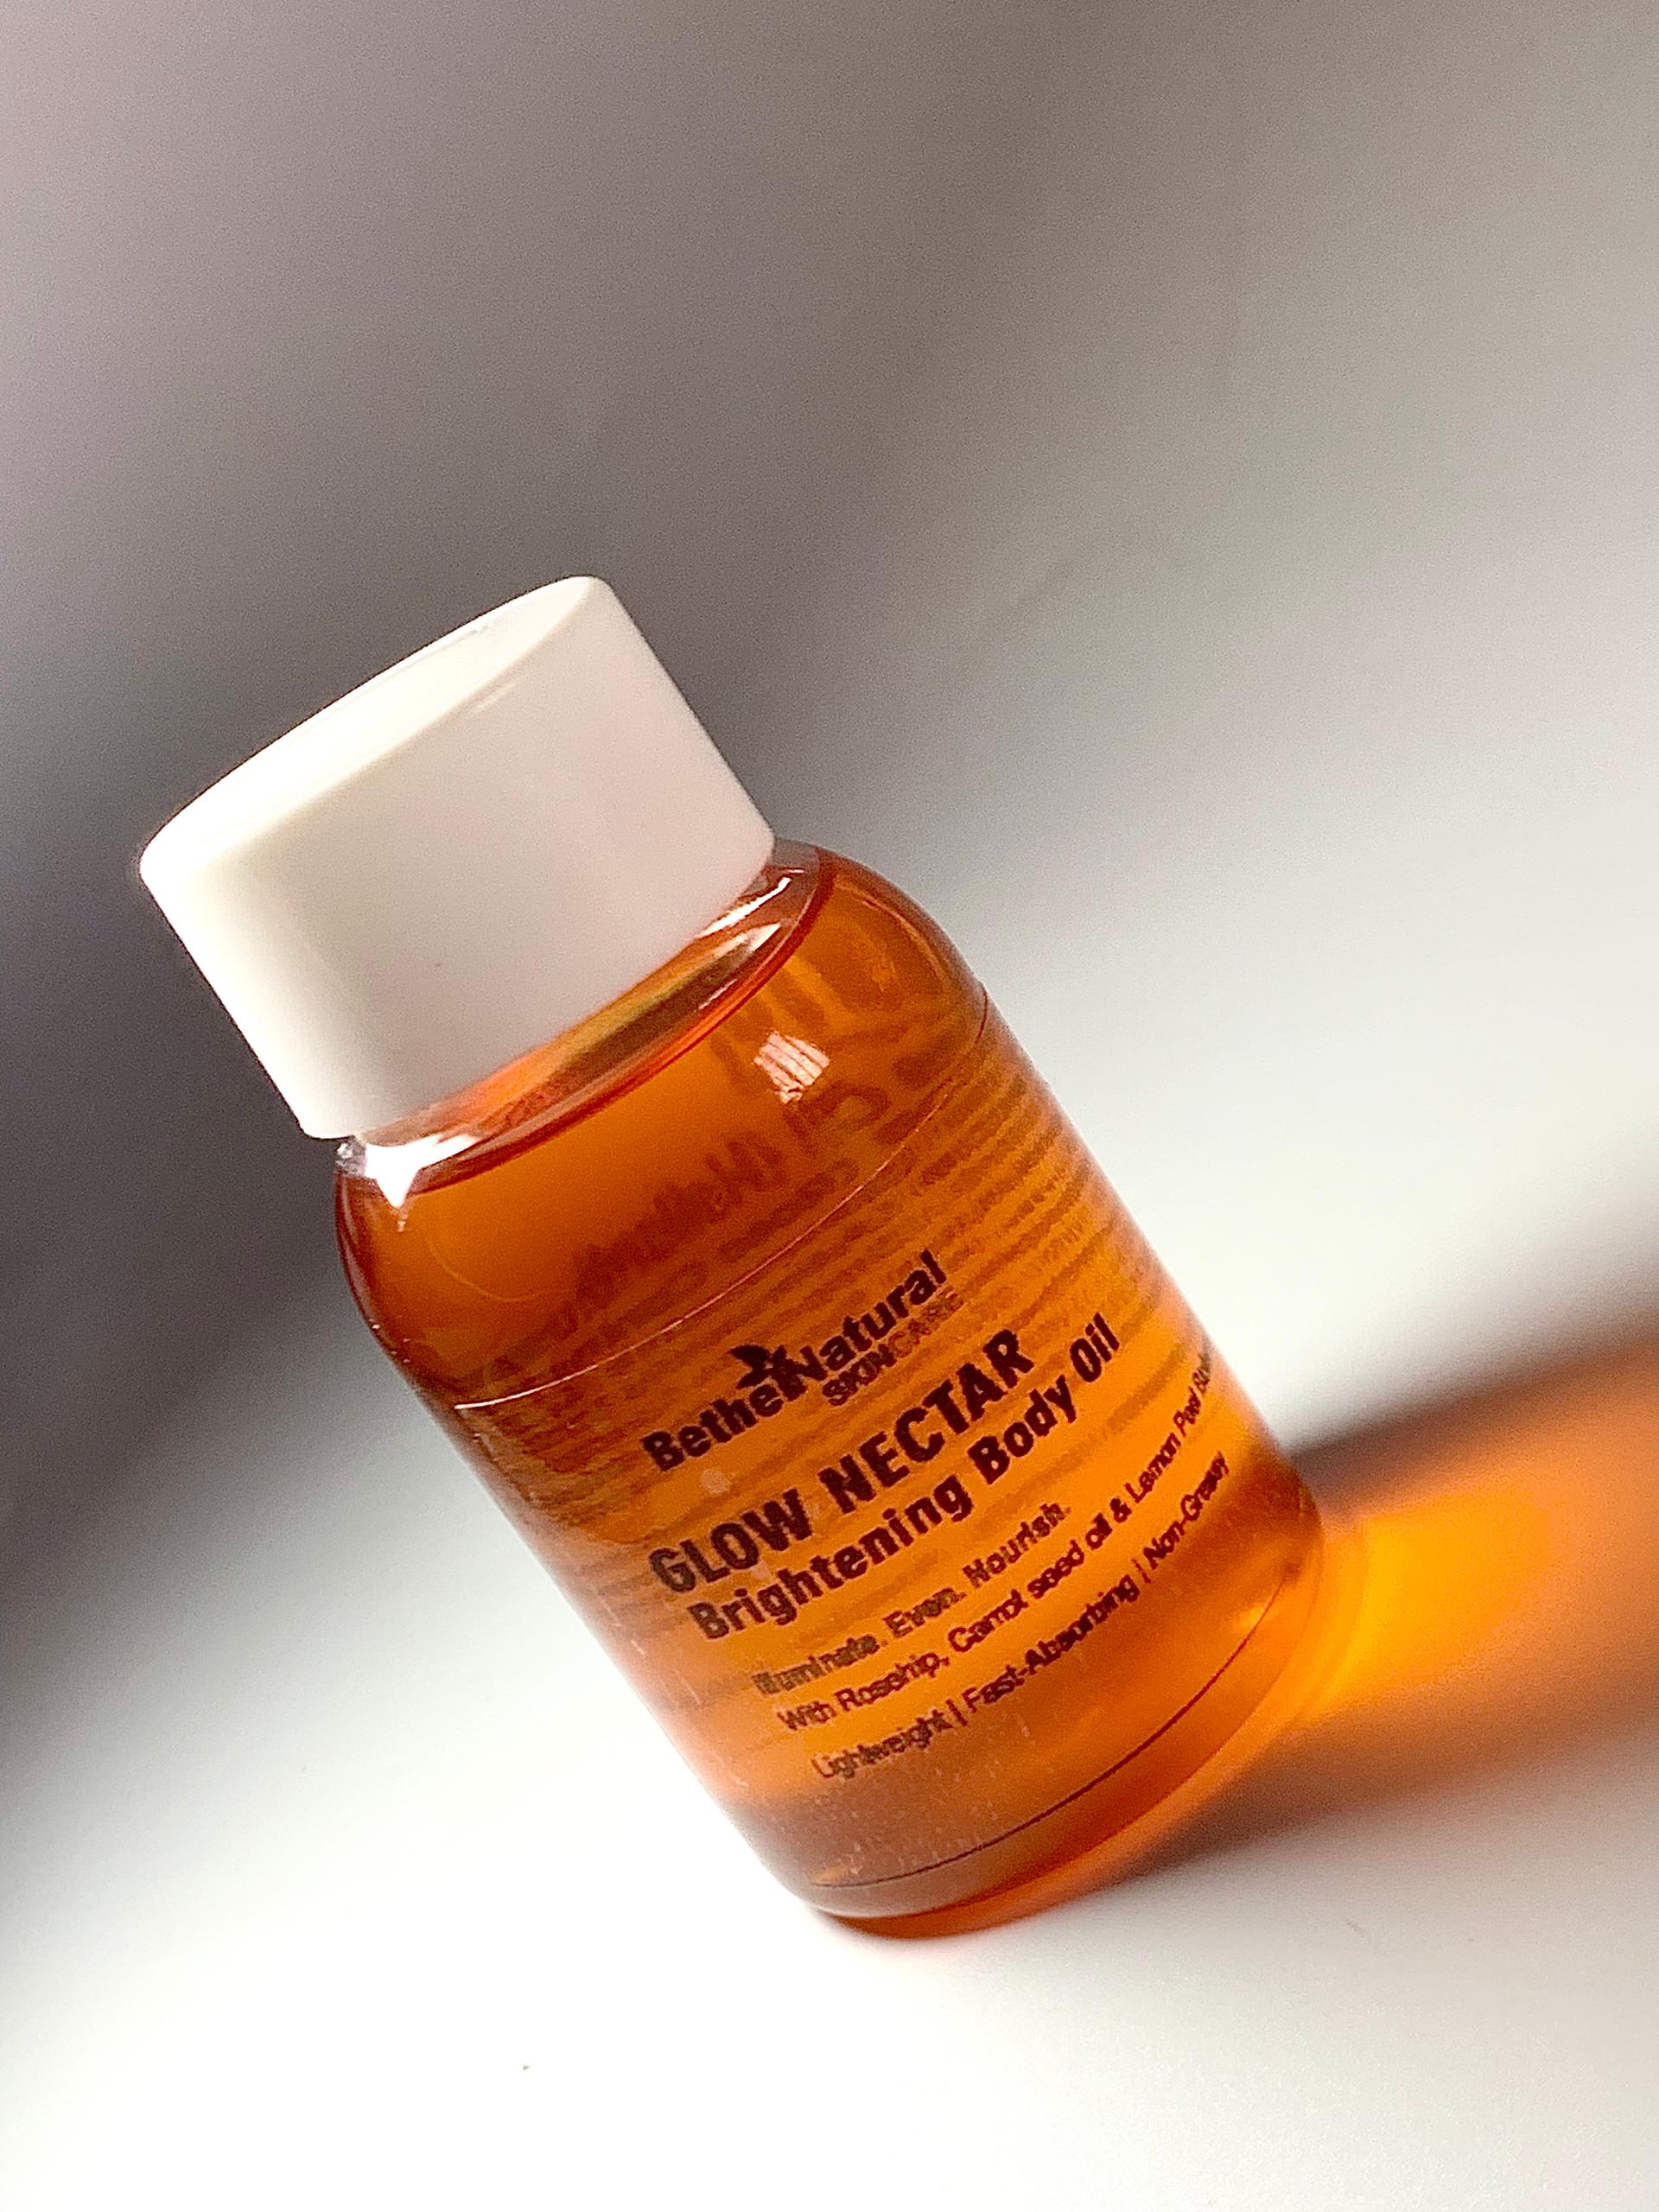 BethelNatural
SKINCARE
GLOW NECTAR
Brightening Body Oil
Illuminate. Even. Nourish.
With Rosehip, Carrot seed oil & Lemon Peel
Lightweight | Fast-Absorbing | Non-Greasy